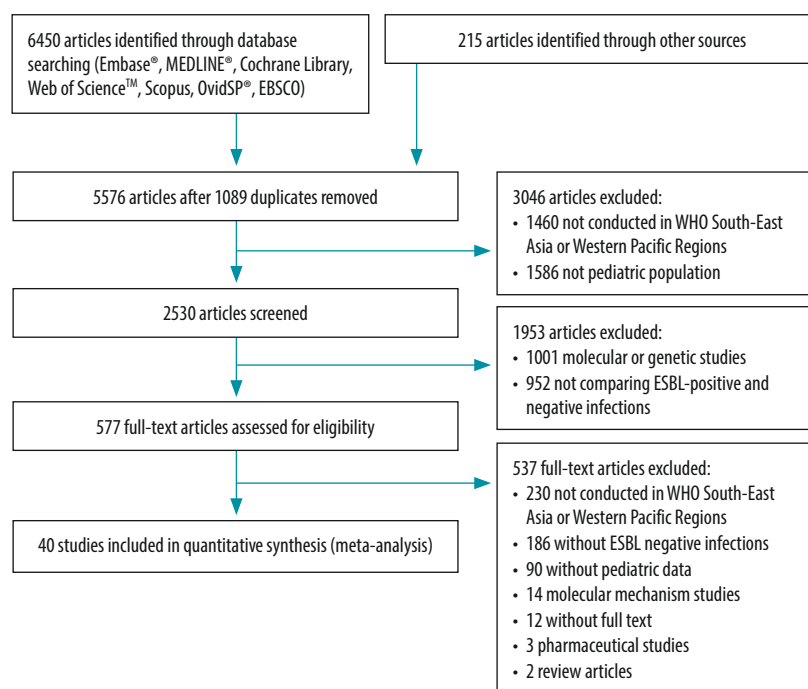 6450 articles identified through database
searching (Embase®, MEDLINE®, Cochrane Library,
Web of Science™, Scopus, OvidSP®, EBSCO)
215 articles identified through other sources
5576 articles after 1089 duplicates removed
3046 articles excluded:
• 1460 not conducted in WHO South-East
Asia or Western Pacific Regions
• 1586 not pediatric population
2530 articles screened
1953 articles excluded:
• 1001 molecular or genetic studies
• 952 not comparing ESBL-positive and
negative infections
577 full-text articles assessed for eligibility
537 full-text articles excluded:
• 230 not conducted in WHO South-East
Asia or Western Pacific Regions
• 186 without ESBL negative infections
• 90 without pediatric data
• 14 molecular mechanism studies
• 12 without full text
• 3 pharmaceutical studies
• 2 review articles
40 studies included in quantitative synthesis (meta-analysis)